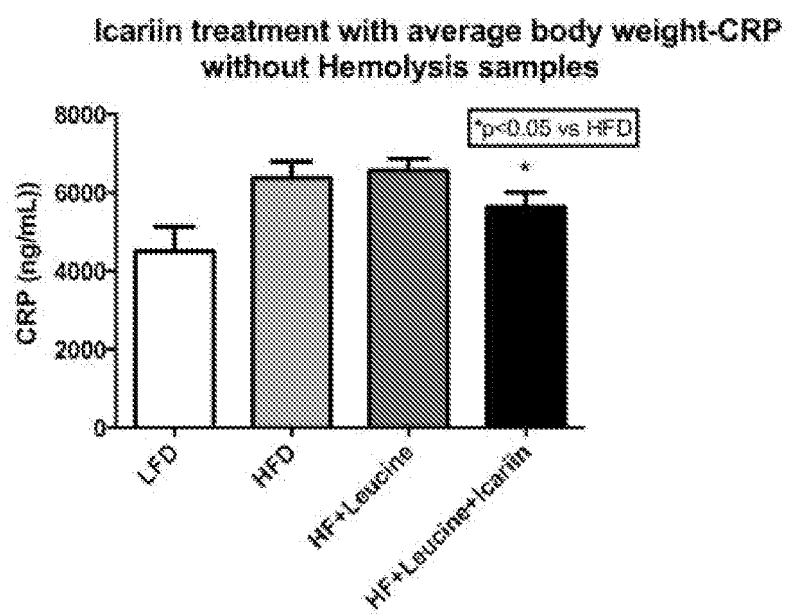 Icariin treatment with average body weight-CRP
without Hemolysis samples
*p<0.05 vs HFD
*
8000
6000
4000
2000
0
CRP (ng/mL))
LFD
HFD
HF+Leucine
HF+Leucine+Icariin